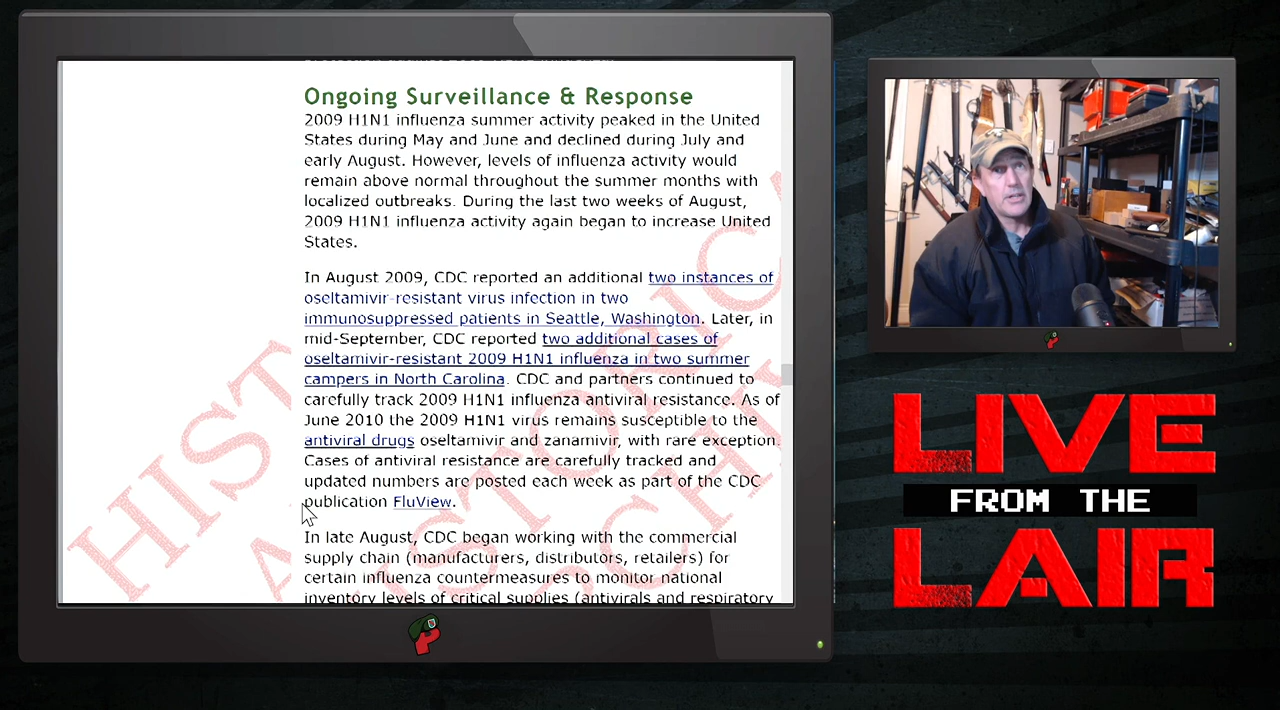 Ongoing Surveillance & Response
2009 H1N1 influenza summer activity peaked in the United
States during May and June and declined during July and
early August. However, levels of influenza activity would
remain above normal throughout the summer months with
localized outbreaks. During the last two weeks of August,
2009 H1N1 influenza activity again began to increase United
States.
In August 2009, CDC reported an additional two instances of
oseltamivir-resistant virus infection in two
immunosuppressed patients in Seattle, Washington. Later, in
mid-September, CDC reported two additional cases of
oseltamivir-resistant 2009 H1N1 influenza in two summer
campers in North Carolina. CDC and partners continued to
carefully track 2009 H1N1 influenza antiviral resistance. As of
June 2010 the 2009 H1N1 virus remains susceptible to the
antiviral drugs oseltamivir and zanamivir, with rare exception.
Cases of antiviral resistance are carefully tracked and
updated numbers are posted each week as part of the CDC
publication FluView.
In late August, CDC began working with the commercial
supply chain (manufacturers, distributors, retailers) for
certain influenza countermeasures to monitor national
inventory levels of critical supplies (antivirals and respiratory
LIVE
FROM THE
LAIR